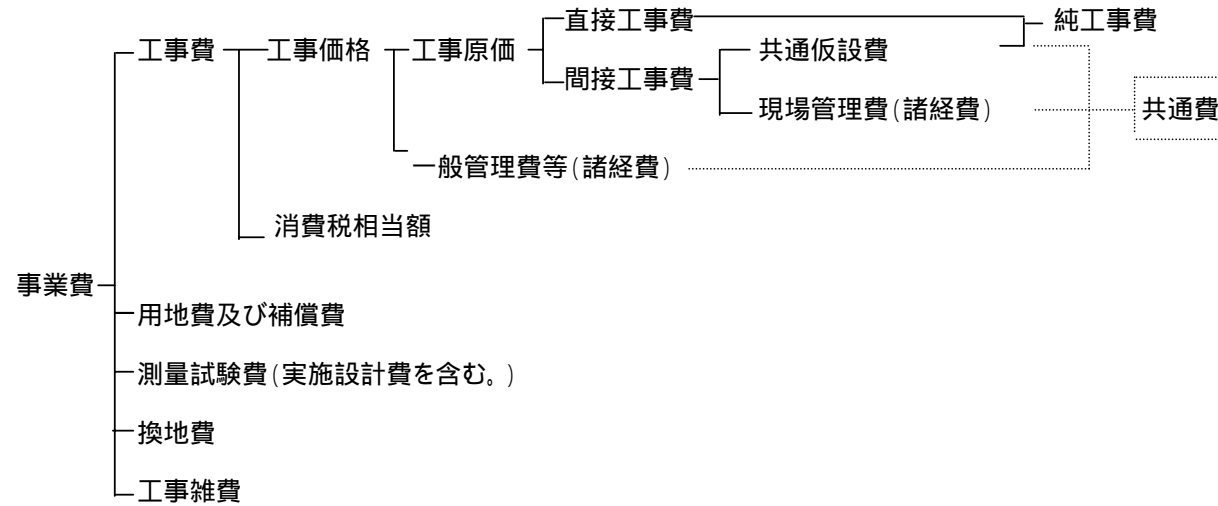 直接工事費
純工事費
工事費
工事価格
工事原価
共通仮設費
間接工事費
現場管理費(諸経費)
共通費
一般管理費等(諸経費)
消費税相当額
事業費
用地費及び補償費
測量試験費(実施設計費を含む。)
換地費
工事雑費